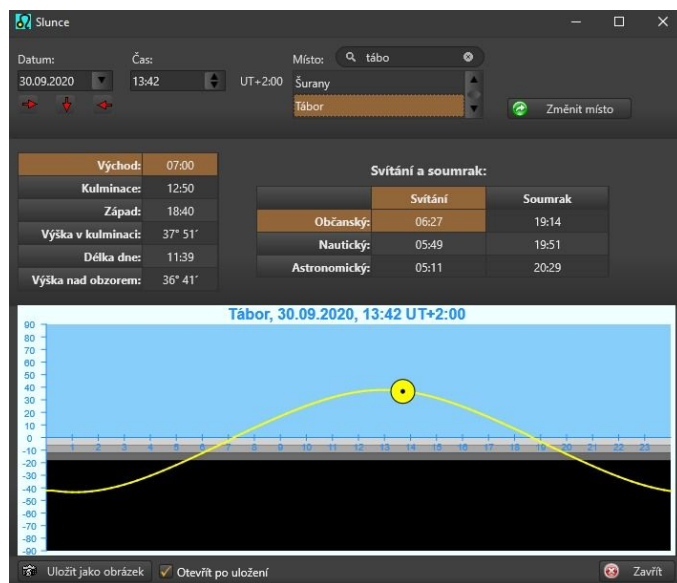 Slunce
Datum: Čas: Místo: tábo
30.09.2020 13:42 UT+2:00 Šurany
Tábor Změnit místo
Východ: 07:00
Kulminace: 12:50
Západ: 18:40
Výška v kulminaci: 37° 51´
Délka dne: 11:39
Výška nad obzorem: 36° 41´
Svítání a soumrak:
Svítání Soumrak
Občanský: 06:27 19:14
Nautický: 05:49 19:51
Astronomický: 05:11 20:29
Tábor, 30.09.2020, 13:42 UT+2:00
90
80
70
60
50
40
30
20
10
0
-10
-20
-30
-40
-50
-60
-70
-80
-90
1 2 3 4 5 6 7 8 9 10 11 12 13 14 15 16 17 18 19 20 21 22 23
Uložit jako obrázek Otevřít po uložení Zavřít